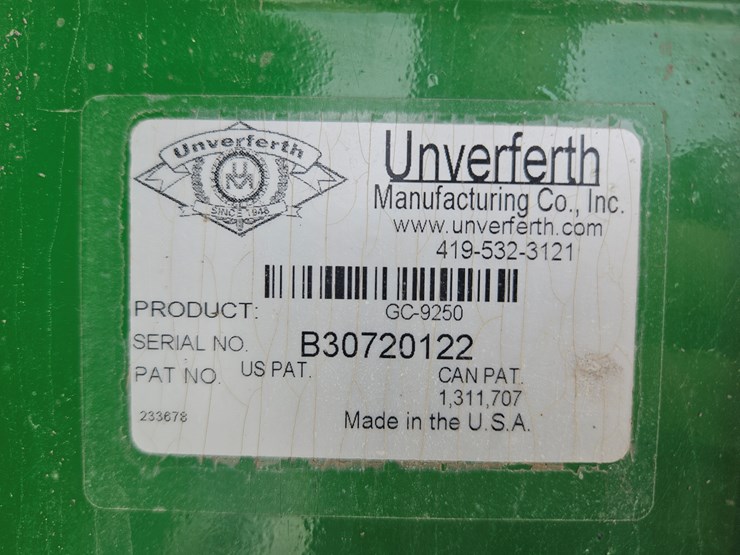 Unverferth
UM
SINCE 1948
Unverferth
Manufacturing Co., Inc.
www.unverferth.com
419-532-3121
PRODUCT: GC-9250
SERIAL NO. B30720122
PAT NO. US PAT. CAN PAT.
1,311,707
233678 Made in the U.S.A.